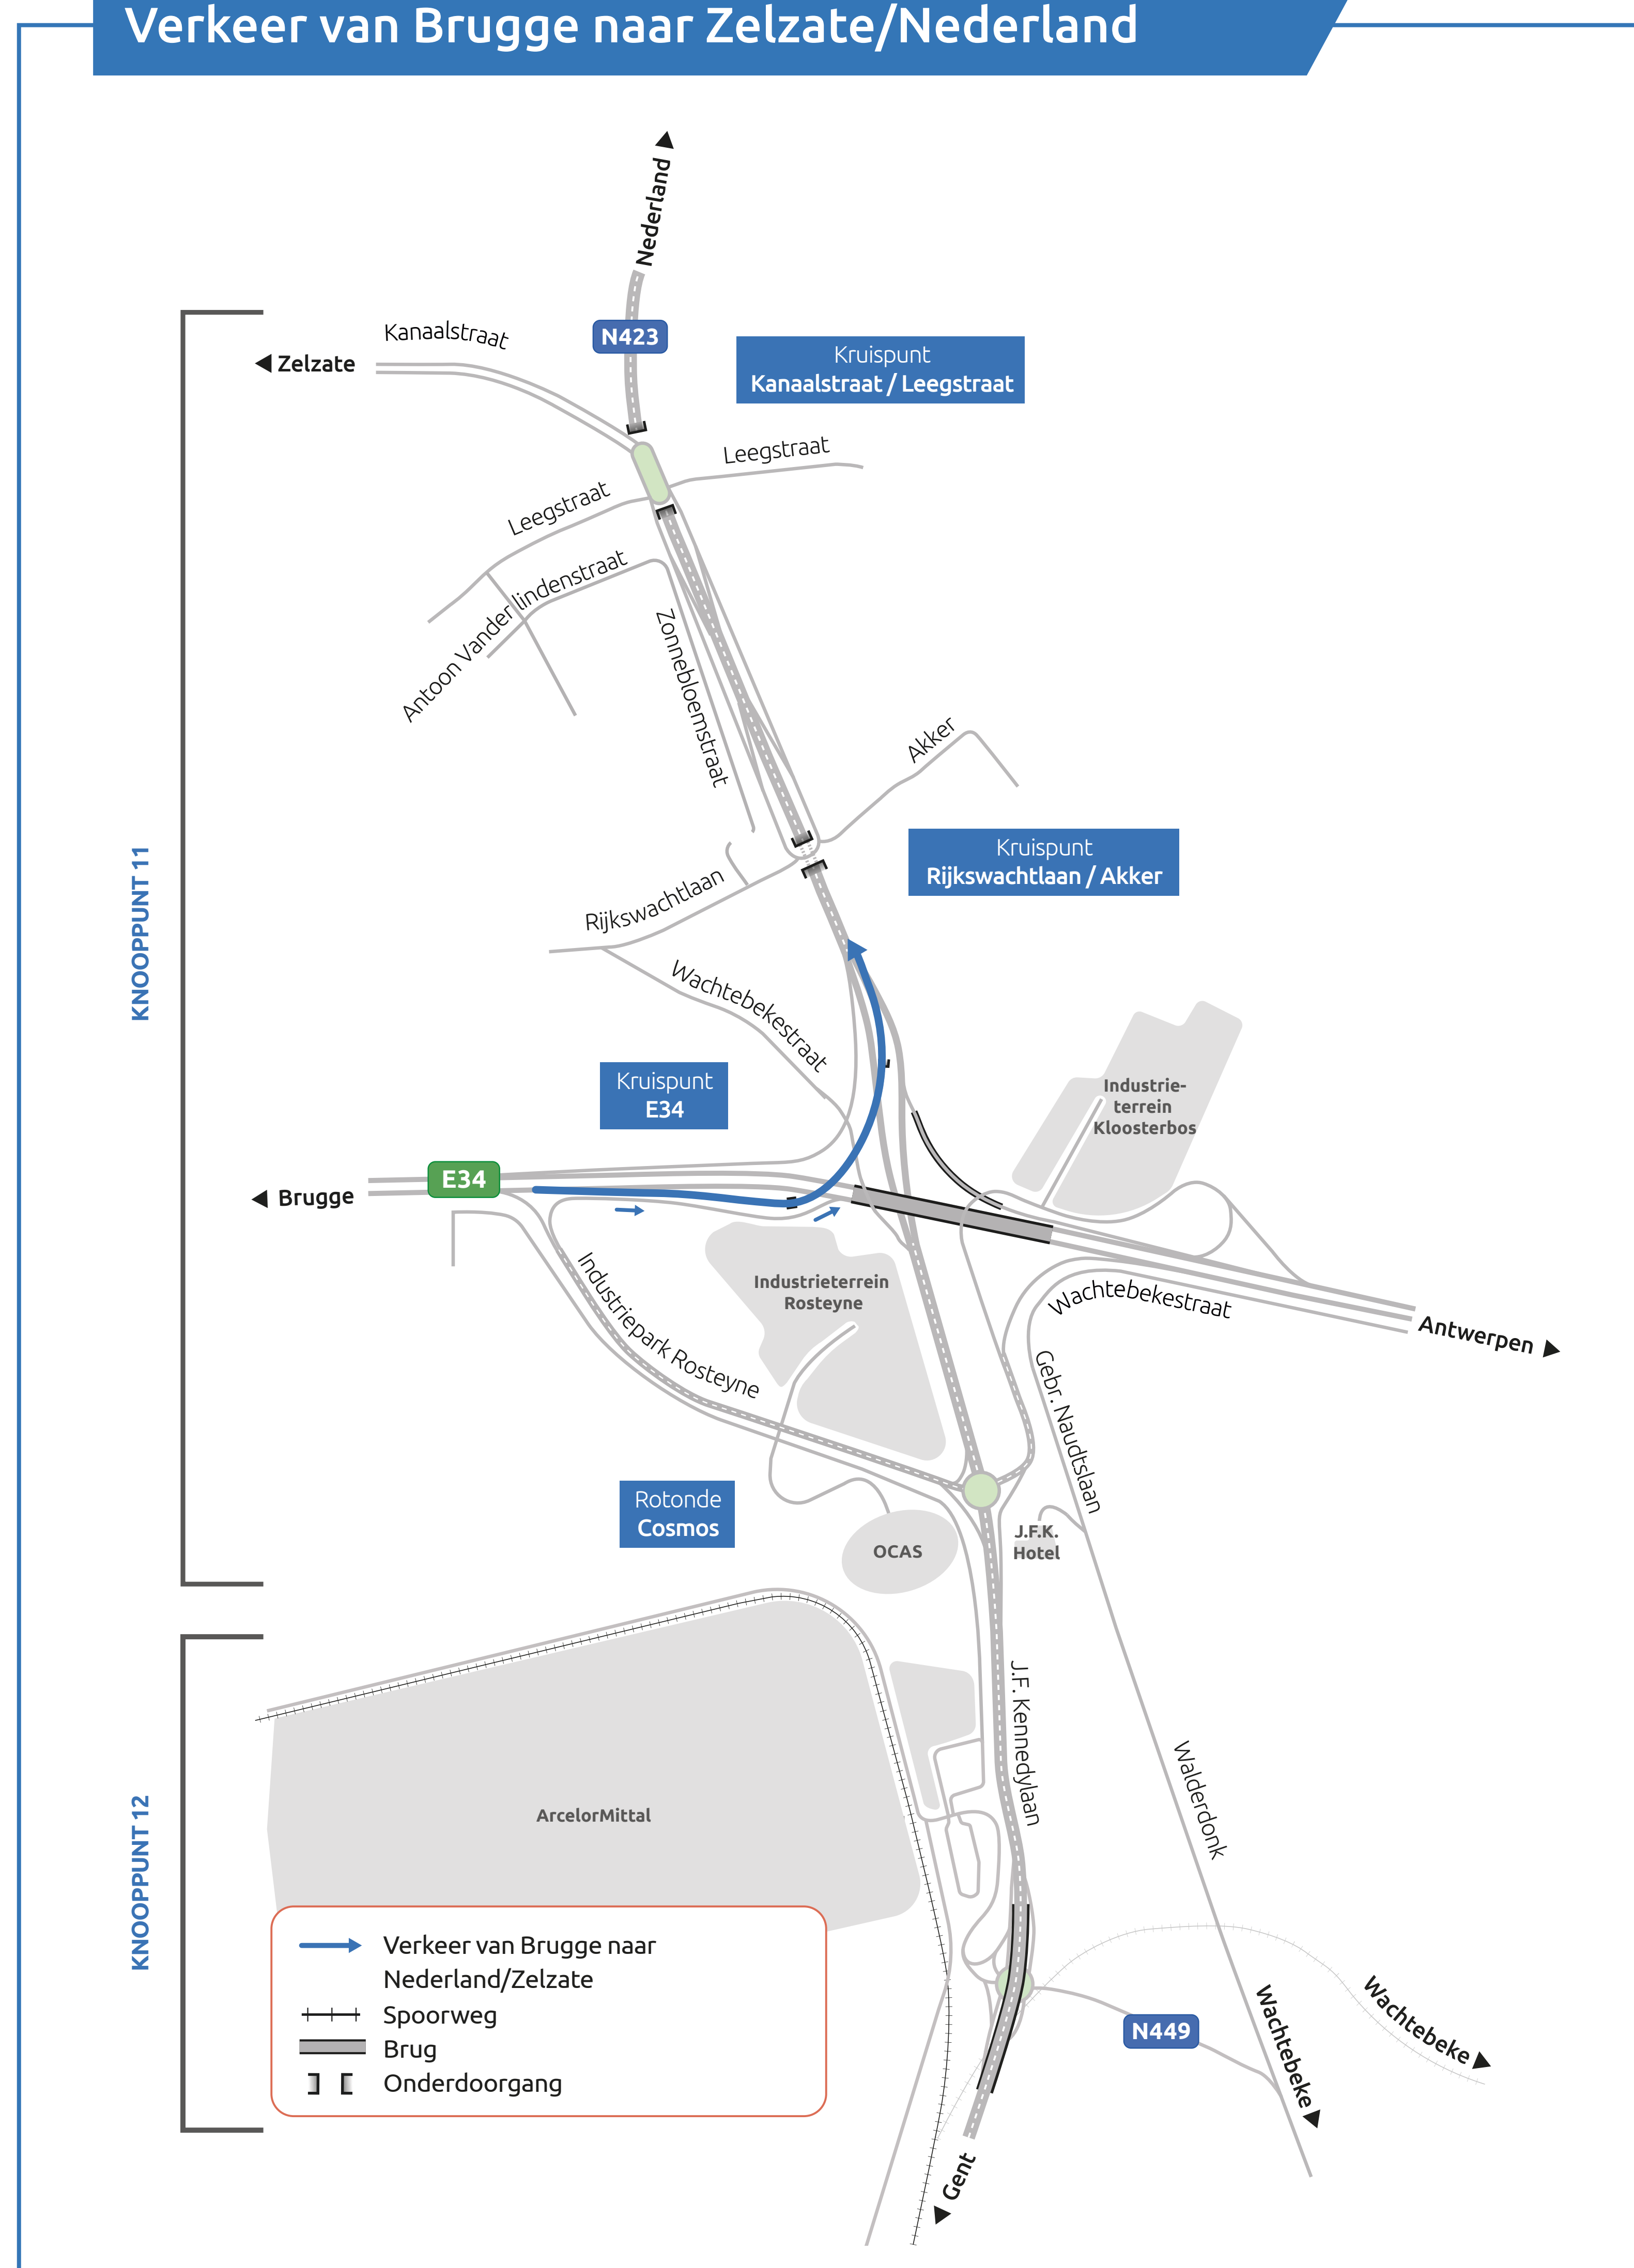 Verkeer van Brugge naar Zelzate/Nederland
Nederland
N423
Kanaalstraat
Zelzate
Kruispunt
Kanaalstraat / Leegstraat
Leegstraat
Leegstraat
Antoon Vander lindenstraat
Zonnebloemstraat
Akker
Kruispunt
Rijkswachtlaan / Akker
Rijkswachtlaan
Wachtebekestraat
KNOOPPUNT 11
Kruispunt
E34
Industrie-
terrein
Kloosterbos
E34
Brugge
Industrieterrein
Rosteyne
Industriepark Rosteyne
Wachtebekestraat
Antwerpen
Gebr. Naudtslaan
Rotonde
Cosmos
OCAS
J.F.K.
Hotel
J.F. Kennedylaan
Walderdonk
ArcelorMittal
KNOOPPUNT 12
Verkeer van Brugge naar
Nederland/Zelzate
Spoorweg
Brug
Onderdoorgang
N449
Wachtebeke
Wachtebeke
Gent